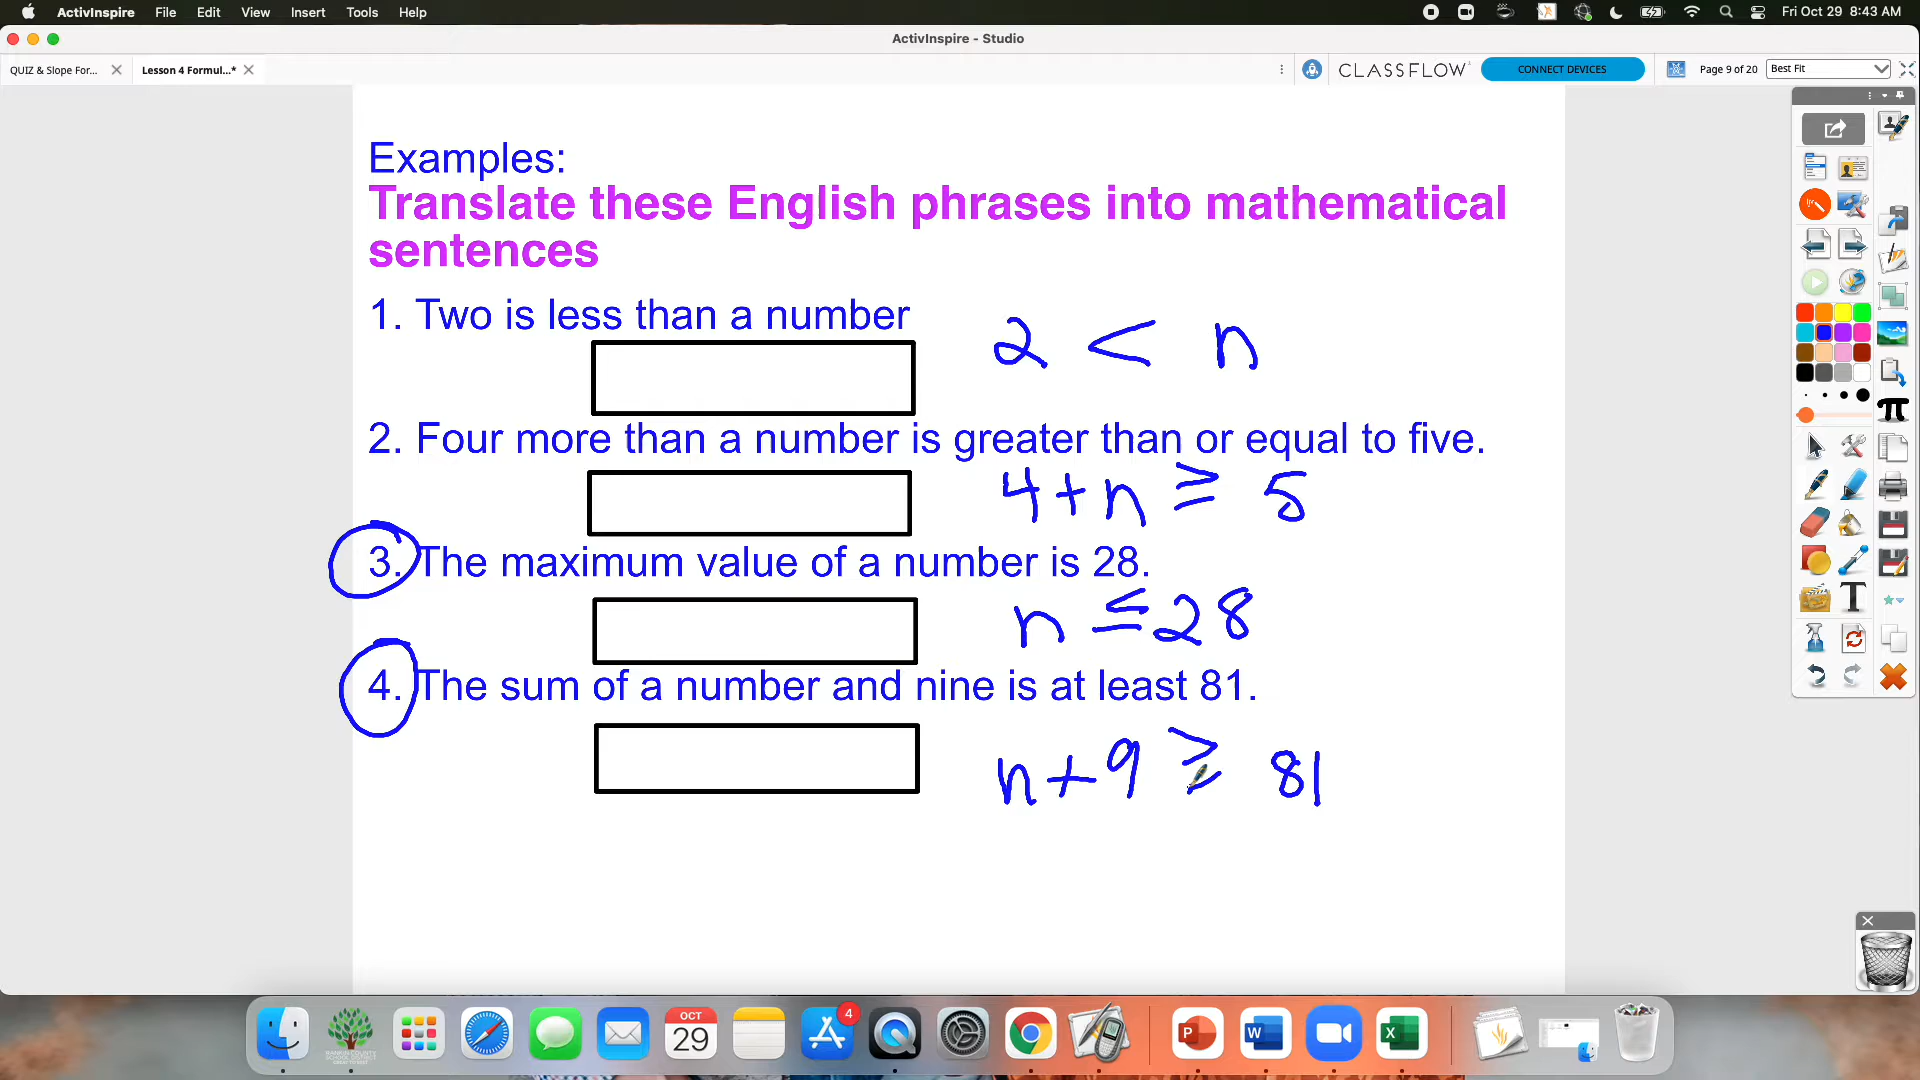 ActivInspire File Edit View Insert Tools Help Fri Oct 29 8:43 AM
ActivInspire - Studio
QUIZ & Slope For... Lesson 4 Formul...* CLASSFLOW CONNECT DEVICES Page 9 of 20 Best Fit
Examples:
Translate these English phrases into mathematical
sentences
1. Two is less than a number
2 < n
2. Four more than a number is greater than or equal to five.
4+n ≥ 5
3. The maximum value of a number is 28.
n ≤ 28
4. The sum of a number and nine is at least 81.
n+9 ≥ 81
4
OCT
29